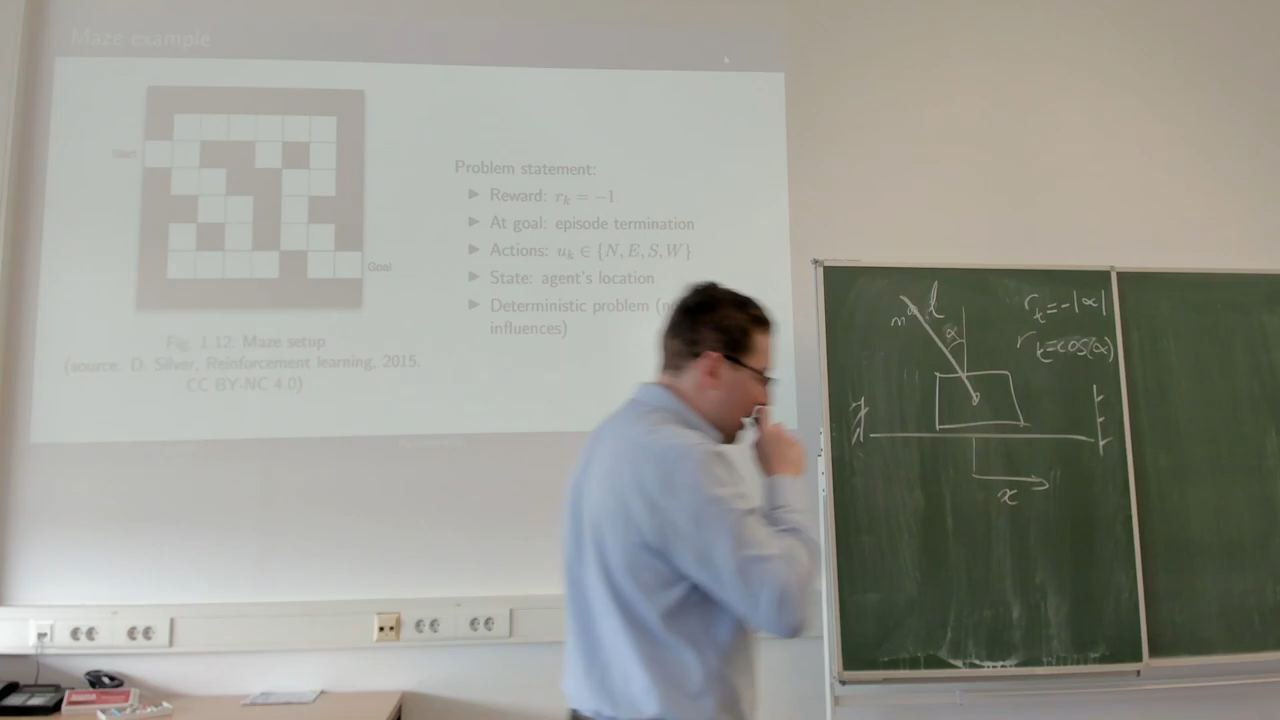 Maze example
Start
Goal
Fig. 1.12: Maze setup
(source: D. Silver, Reinforcement learning, 2015.
CC BY-NC 4.0)
Problem statement:
▶ Reward: r_k = −1
▶ At goal: episode termination
▶ Actions: u_k ∈ {N, E, S, W}
▶ State: agent's location
▶ Deterministic problem (
influences)
m
l
α
r_t=-|α|
r_t=cos(α)
x